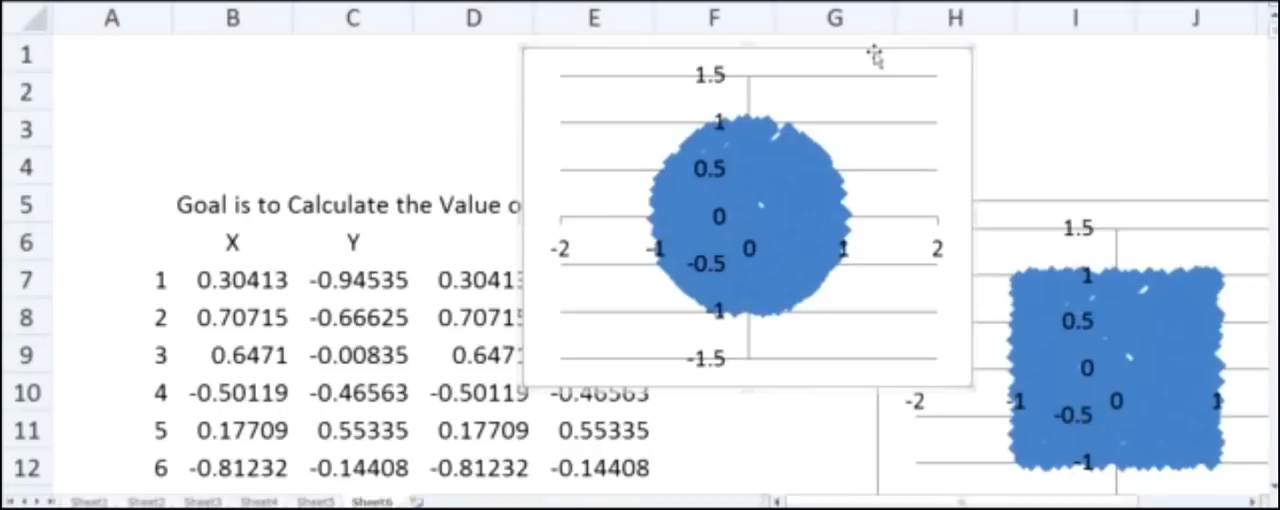 A B C D E F G H I J
1
2
3
4
5 Goal is to Calculate the Value o
6 X Y
7 1 0.30413 -0.94535 0.30413
8 2 0.70715 -0.66625 0.70715
9 3 0.6471 -0.00835 0.6471
10 4 -0.50119 -0.46563 -0.50119 -0.46563
11 5 0.17709 0.55335 0.17709 0.55335
12 6 -0.81232 -0.14408 -0.81232 -0.14408
1.5
1
0.5
0
-2 -1 0 1 2
-0.5
-1
-1.5
1.5
1
0.5
0
-2 -1 0 1
-0.5
-1
Sheet1 Sheet2 Sheet3 Sheet4 Sheet5 Sheet6